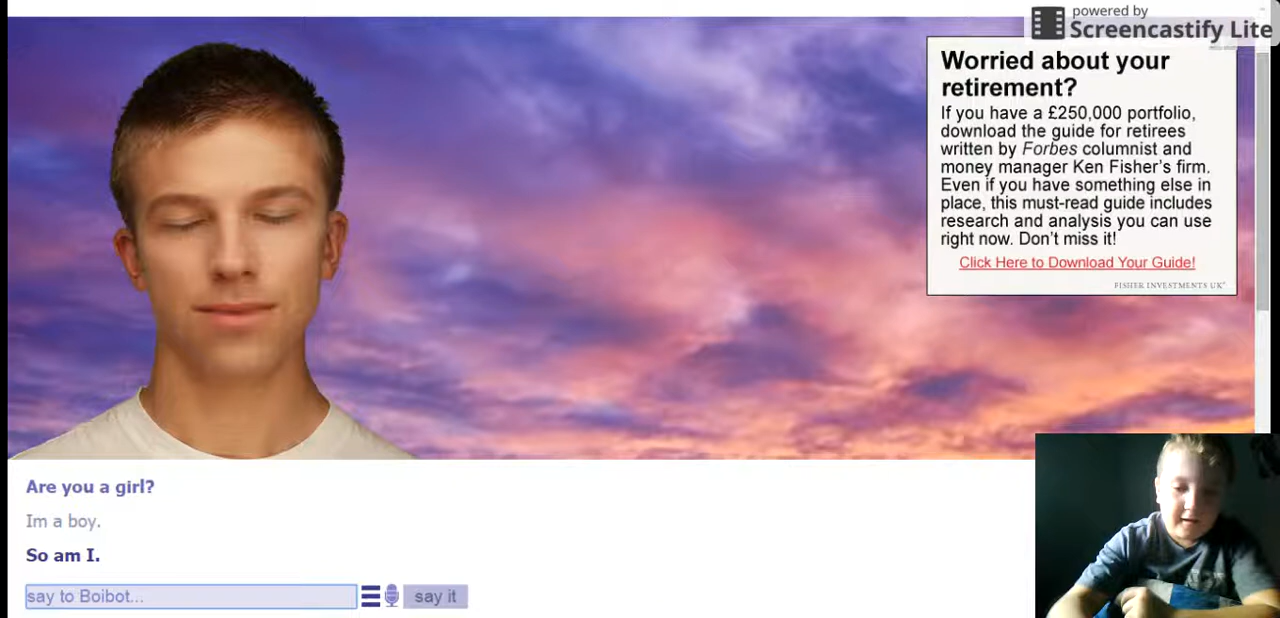 powered by
Screencastify Lite
Worried about your
retirement?
If you have a £250,000 portfolio,
download the guide for retirees
written by Forbes columnist and
money manager Ken Fisher's firm.
Even if you have something else in
place, this must-read guide includes
research and analysis you can use
right now. Don't miss it!
Click Here to Download Your Guide!
FISHER INVESTMENTS UK®
Are you a girl?
Im a boy.
So am I.
say to Boibot...
say it